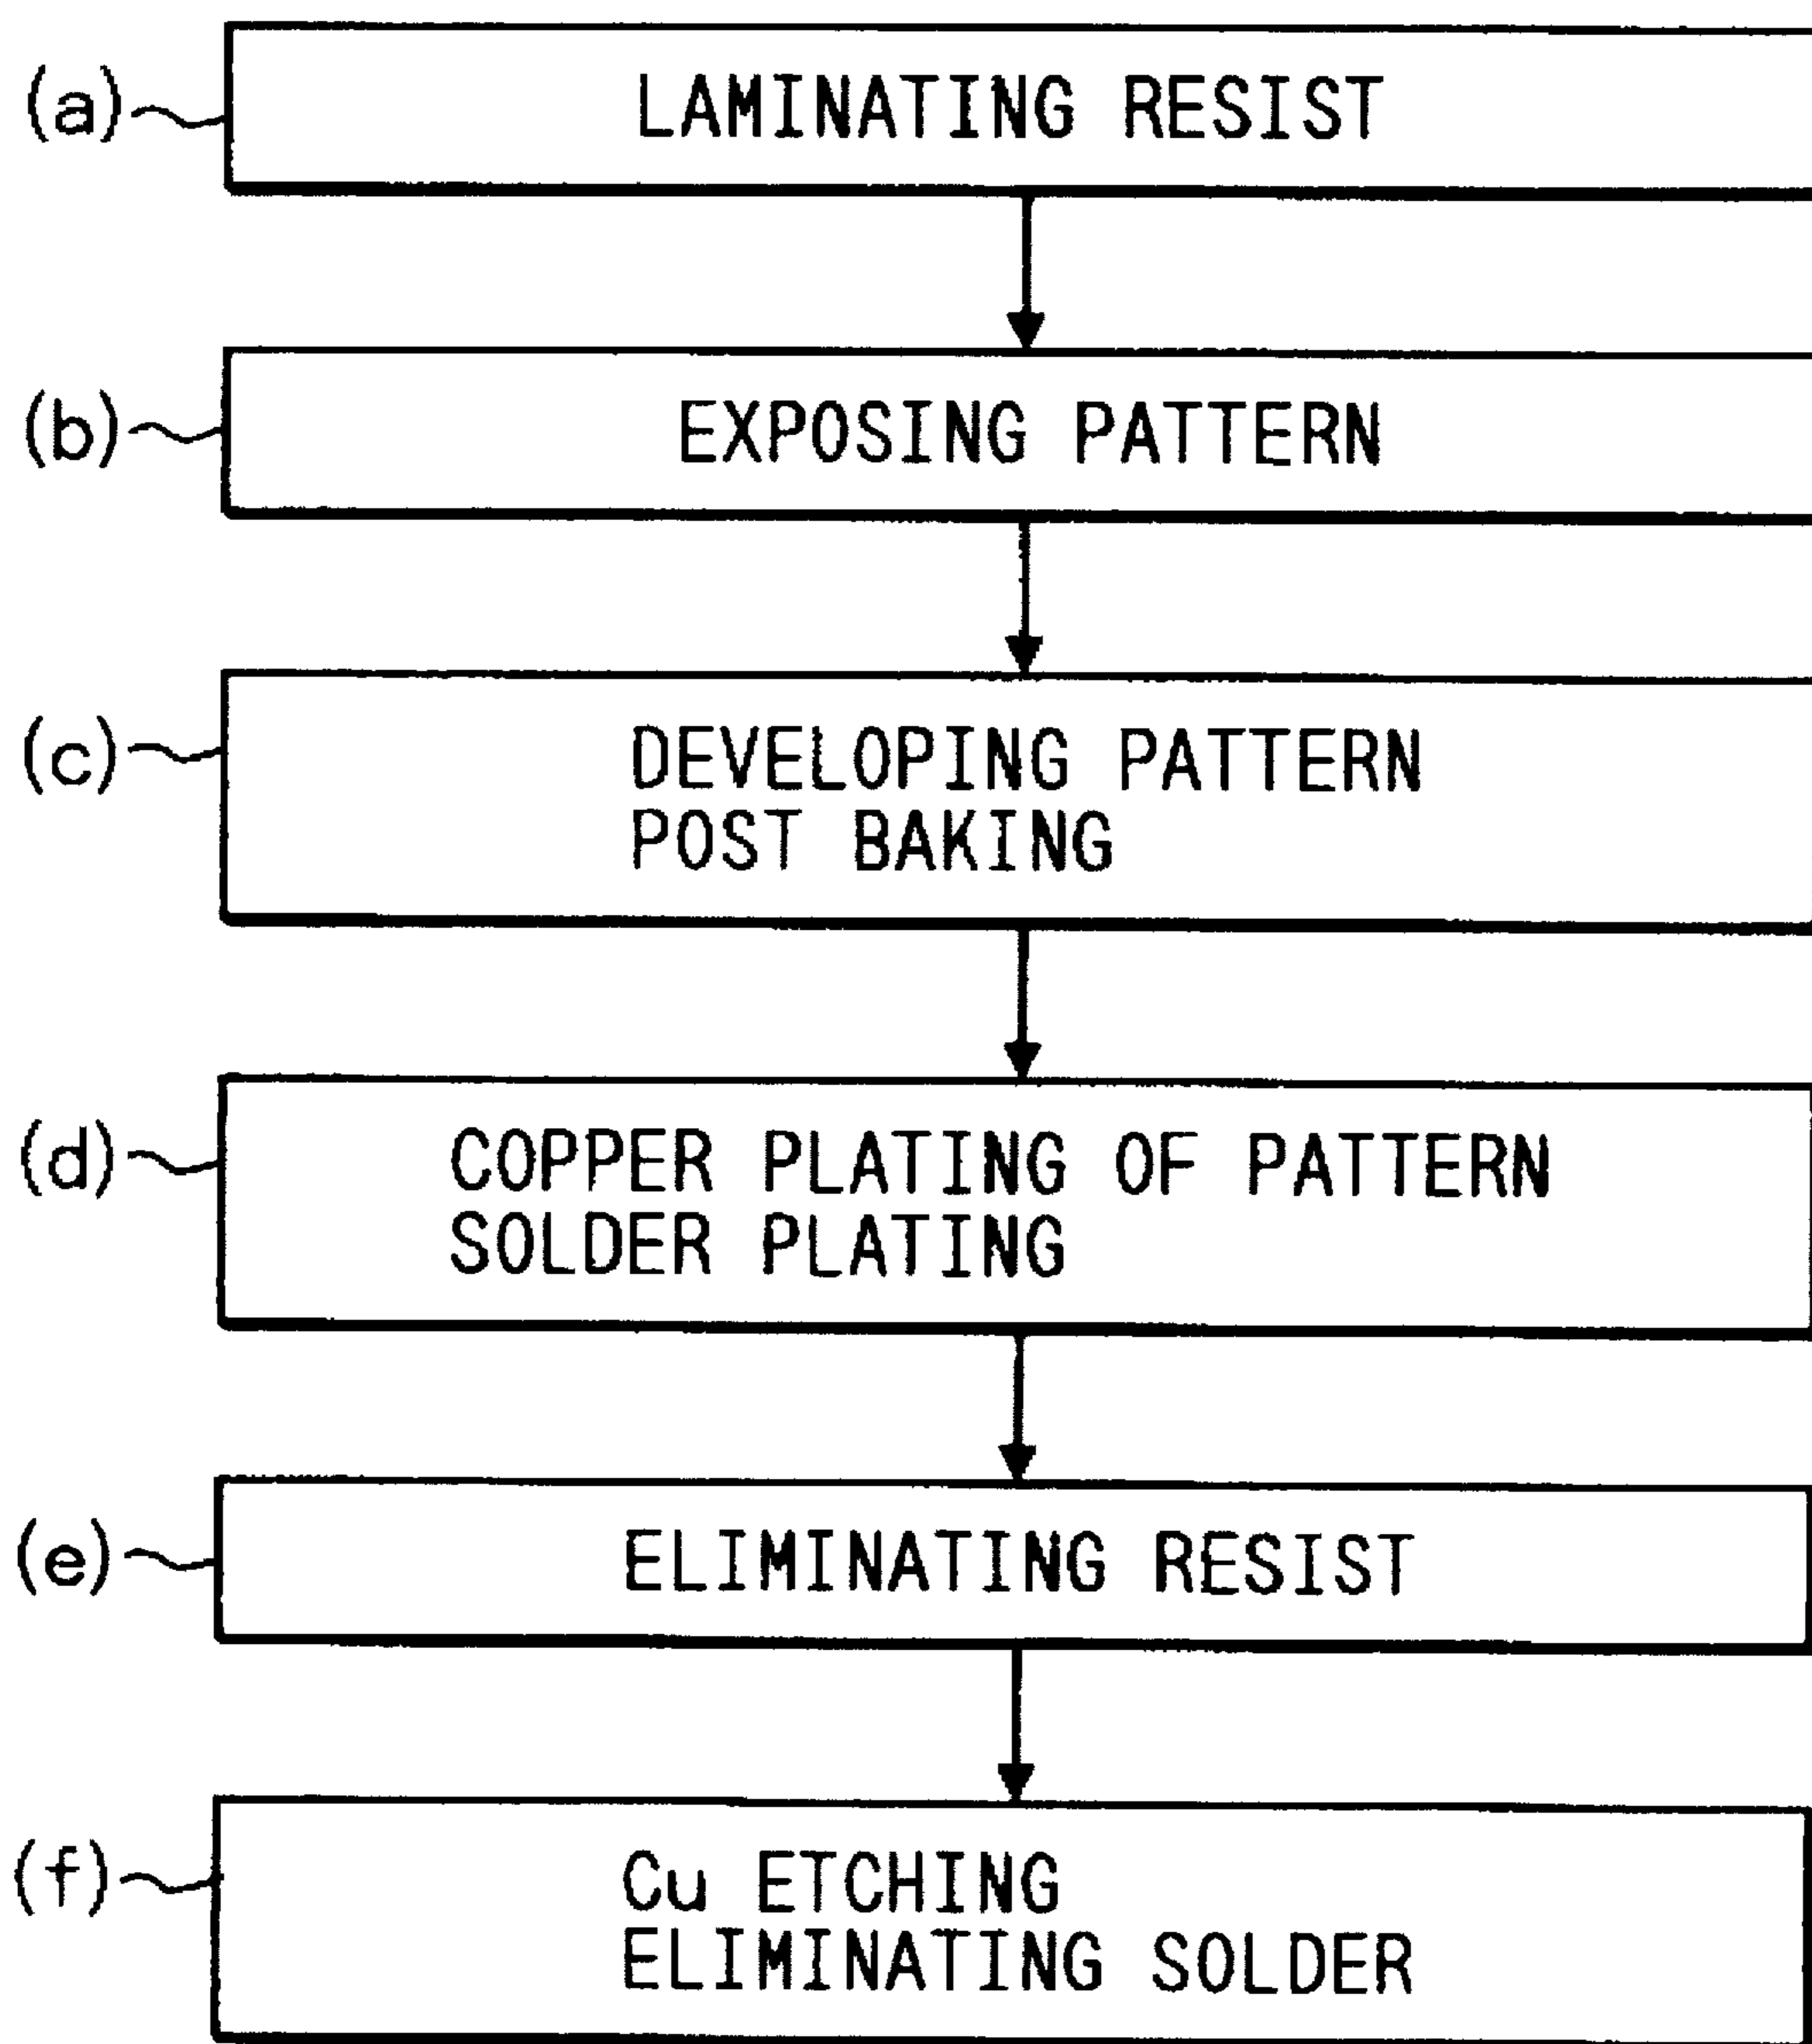 (a) LAMINATING RESIST
(b) EXPOSING PATTERN
(c) DEVELOPING PATTERN
POST BAKING
(d) COPPER PLATING OF PATTERN
SOLDER PLATING
(e) ELIMINATING RESIST
(f) Cu ETCHING
ELIMINATING SOLDER